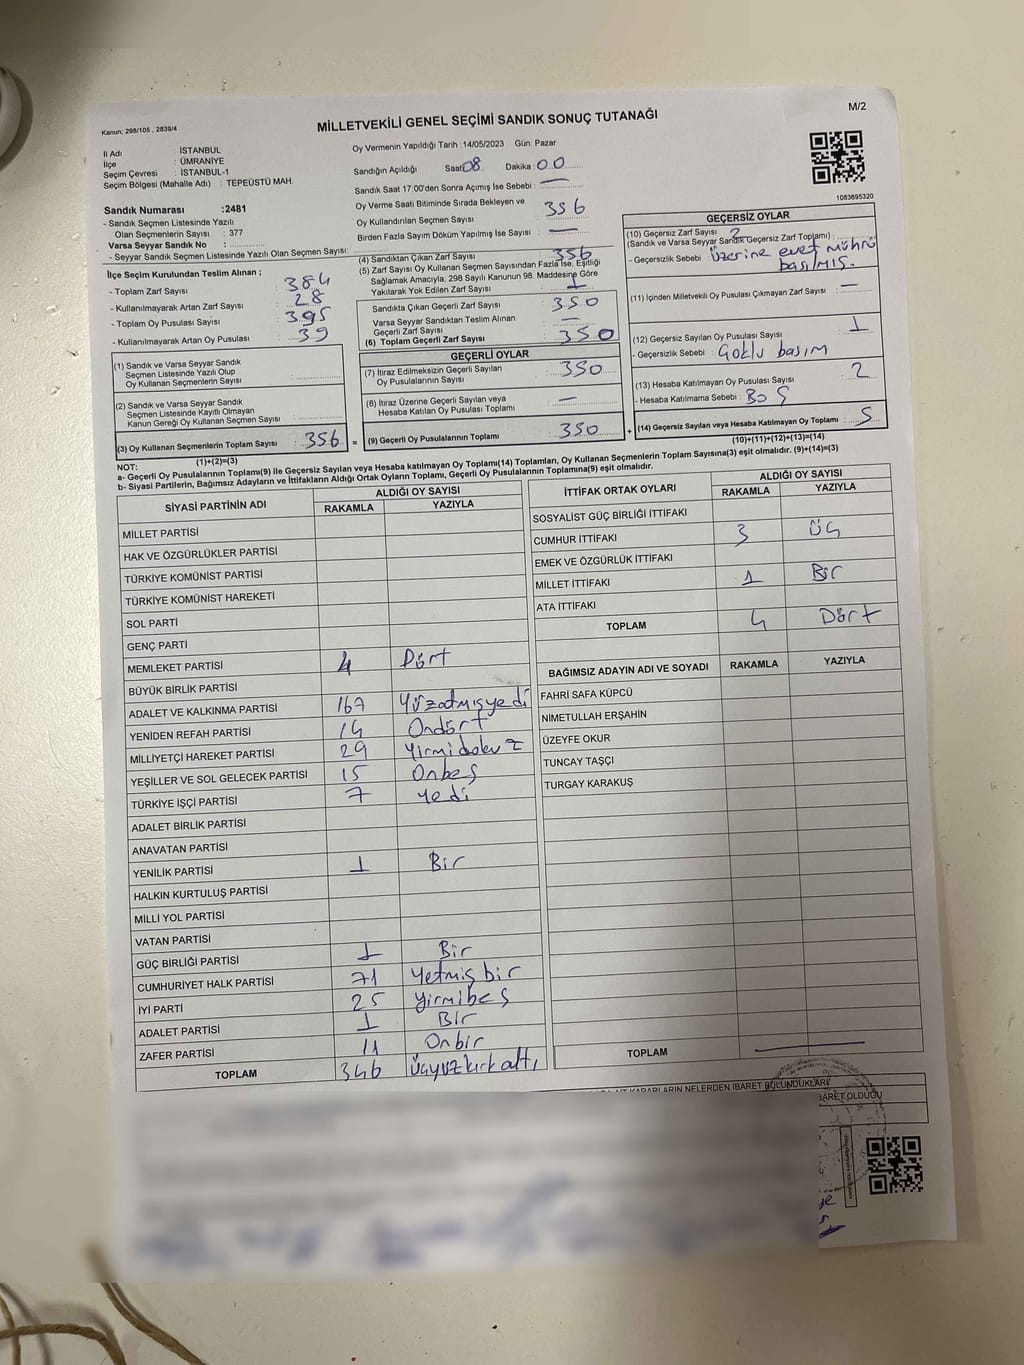 Kanun; 298/105 , 2839/4
MİLLETVEKİLİ GENEL SEÇİMİ SANDIK SONUÇ TUTANAĞI
M/2
İl Adı : İSTANBUL
İlçe : ÜMRANİYE
Seçim Çevresi : İSTANBUL-1
Seçim Bölgesi (Mahalle Adı) : TEPEÜSTÜ MAH.
Oy Vermenin Yapıldığı Tarih :14/05/2023 Gün: Pazar
Sandığın Açıldığı Saat: 08 Dakika: 00
Sandık Saat 17:00'den Sonra Açılmış İse Sebebi : —
Oy Verme Saati Bitiminde Sırada Bekleyen ve
Oy Kullandırılan Seçmen Sayısı : 356
Birden Fazla Sayım Döküm Yapılmış İse Sayısı : —
1083695320
Sandık Numarası :2481
- Sandık Seçmen Listesinde Yazılı
Olan Seçmenlerin Sayısı : 377
Varsa Seyyar Sandık No :
- Seyyar Sandık Seçmen Listesinde Yazılı Olan Seçmen Sayısı:
İlçe Seçim Kurulundan Teslim Alınan ;
- Toplam Zarf Sayısı : 384
- Kullanılmayarak Artan Zarf Sayısı : 28
- Toplam Oy Pusulası Sayısı : 395
- Kullanılmayarak Artan Oy Pusulası : 39
(1) Sandık ve Varsa Seyyar Sandık
Seçmen Listesinde Yazılı Olup
Oy Kullanan Seçmenlerin Sayısı :
(2) Sandık ve Varsa Seyyar Sandık
Seçmen Listesinde Kayıtlı Olmayan
Kanun Gereği Oy Kullanan Seçmen Sayısı :
(3) Oy Kullanan Seçmenlerin Toplam Sayısı : 356 =
(1)+(2)=(3)
(4) Sandıktan Çıkan Zarf Sayısı : 356
(5) Zarf Sayısı Oy Kullanan Seçmen Sayısından Fazla İse, Eşitliği
Sağlamak Amacıyla; 298 Sayılı Kanunun 98. Maddesine Göre
Yakılarak Yok Edilen Zarf Sayısı : 1
Sandıkta Çıkan Geçerli Zarf Sayısı : 350
Varsa Seyyar Sandıktan Teslim Alınan
Geçerli Zarf Sayısı : —
(6) Toplam Geçerli Zarf Sayısı : 350
GEÇERLİ OYLAR
(7) İtiraz Edilmeksizin Geçerli Sayılan
Oy Pusulalarının Sayısı : 350
(8) İtiraz Üzerine Geçerli Sayılan veya
Hesaba Katılan Oy Pusulası Toplamı : —
(9) Geçerli Oy Pusulalarının Toplamı : 350 +
GEÇERSİZ OYLAR
(10) Geçersiz Zarf Sayısı 2
(Sandık ve Varsa Seyyar Sandık Geçersiz Zarf Toplamı) :
- Geçersizlik Sebebi : Üzerine evet mührü
basılmış.
(11) İçinden Milletvekili Oy Pusulası Çıkmayan Zarf Sayısı : —
(12) Geçersiz Sayılan Oy Pusulası Sayısı : 1
- Geçersizlik Sebebi : Çoklu basım
(13) Hesaba Katılmayan Oy Pusulası Sayısı : 2
- Hesaba Katılmama Sebebi : Boş
(14) Geçersiz Sayılan veya Hesaba Katılmayan Oy Toplamı : 5
(10)+(11)+(12)+(13)=(14)
NOT:
a- Geçerli Oy Pusulasının Toplamı(9) ile Geçersiz Sayılan veya Hesaba katılmayan Oy Toplamı(14) Toplamları, Oy Kullanan Seçmenlerin Toplam Sayısına(3) eşit olmalıdır. (9)+(14)=(3)
b- Siyasi Partilerin, Bağımsız Adayların ve İttifakların Aldığı Ortak Oyların Toplamı, Geçerli Oy Pusulalarının Toplamına(9) eşit olmalıdır.
SİYASİ PARTİNİN ADI ALDIĞI OY SAYISI
RAKAMLA YAZIYLA
MİLLET PARTİSİ
HAK VE ÖZGÜRLÜKLER PARTİSİ
TÜRKİYE KOMÜNİST PARTİSİ
TÜRKİYE KOMÜNİST HAREKETİ
SOL PARTİ
GENÇ PARTİ
MEMLEKET PARTİSİ 4 Dört
BÜYÜK BİRLİK PARTİSİ
ADALET VE KALKINMA PARTİSİ 167 Yüzatmışyedi
YENİDEN REFAH PARTİSİ 14 Ondört
MİLLİYETÇİ HAREKET PARTİSİ 29 Yirmidokuz
YEŞİLLER VE SOL GELECEK PARTİSİ 15 Onbeş
TÜRKİYE İŞÇİ PARTİSİ 7 Yedi
ADALET BİRLİK PARTİSİ
ANAVATAN PARTİSİ
YENİLİK PARTİSİ 1 Bir
HALKIN KURTULUŞ PARTİSİ
MİLLİ YOL PARTİSİ
VATAN PARTİSİ
GÜÇ BİRLİĞİ PARTİSİ 1 Bir
CUMHURİYET HALK PARTİSİ 71 Yetmiş bir
İYİ PARTİ 25 Yirmibeş
ADALET PARTİSİ 1 Bir
ZAFER PARTİSİ 11 Onbir
TOPLAM 346 Üçyüzkırkaltı
İTTİFAK ORTAK OYLARI ALDIĞI OY SAYISI
RAKAMLA YAZIYLA
SOSYALİST GÜÇ BİRLİĞİ İTTİFAKI
CUMHUR İTTİFAKI 3 Üç
EMEK VE ÖZGÜRLÜK İTTİFAKI
MİLLET İTTİFAKI 1 Bir
ATA İTTİFAKI
TOPLAM 4 Dört
BAĞIMSIZ ADAYIN ADI VE SOYADI RAKAMLA YAZIYLA
FAHRİ SAFA KÜPCÜ
NİMETULLAH ERŞAHİN
ÜZEYFE OKUR
TUNCAY TAŞÇI
TURGAY KARAKUŞ
TOPLAM
KARARLARIN NELERDEN İBARET BULUNDUKLARI
İBARET OLDUĞU